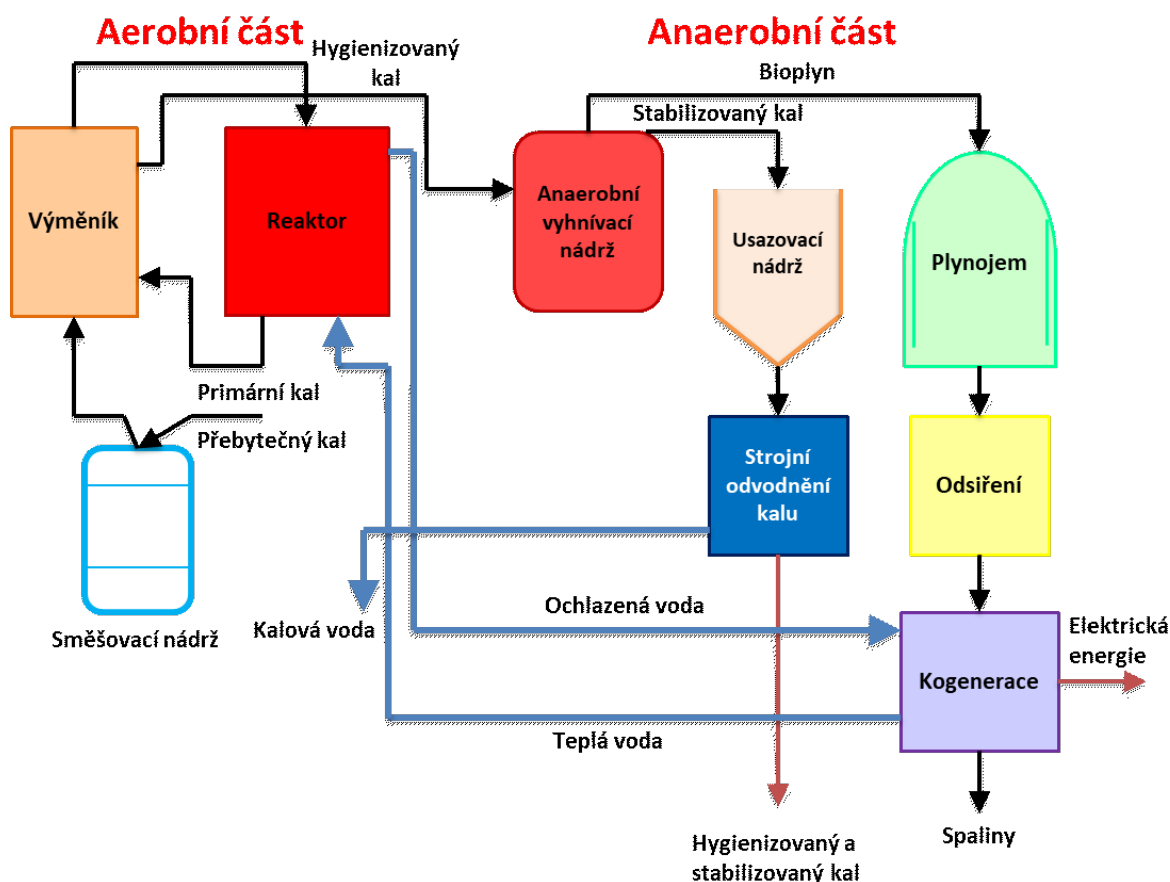 Aerobní část
Anaerobní část
Hygienizovaný
kal
Bioplyn
Stabilizovaný kal
Výměník
Reaktor
Anaerobní
vyhnívací
nádrž
Usazovací
nádrž
Plynojem
Primární kal
Přebytečný kal
Strojní
odvodnění
kalu
Odsiření
Směšovací nádrž
Kalová voda
Ochlazená voda
Elektrická
energie
Kogenerace
Teplá voda
Hygienizovaný a
stabilizovaný kal
Spaliny